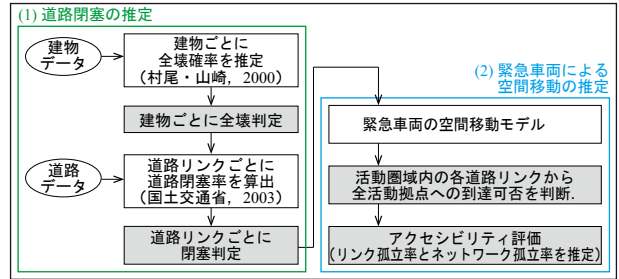 (1) 道路閉塞の推定
建物
データ
建物ごとに
全壊確率を推定
(村尾・山崎, 2000)
建物ごとに全壊判定
道路
データ
道路リンクごとに
道路閉塞率を算出
(国土交通省, 2003)
道路リンクごとに
閉塞判定
(2) 緊急車両による
空間移動の推定
緊急車両の空間移動モデル
活動圏域内の各道路リンクから
全活動拠点への到達可否を判断.
アクセシビリティ評価
(リンク孤立率とネットワーク孤立率を推定)